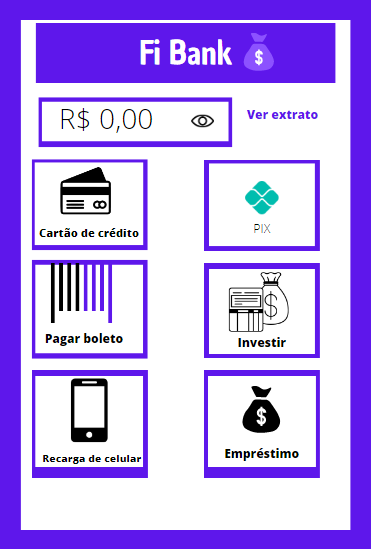 Fi Bank
R$ 0,00
Ver extrato
Cartão de crédito
PIX
Pagar boleto
Investir
Recarga de celular
Empréstimo